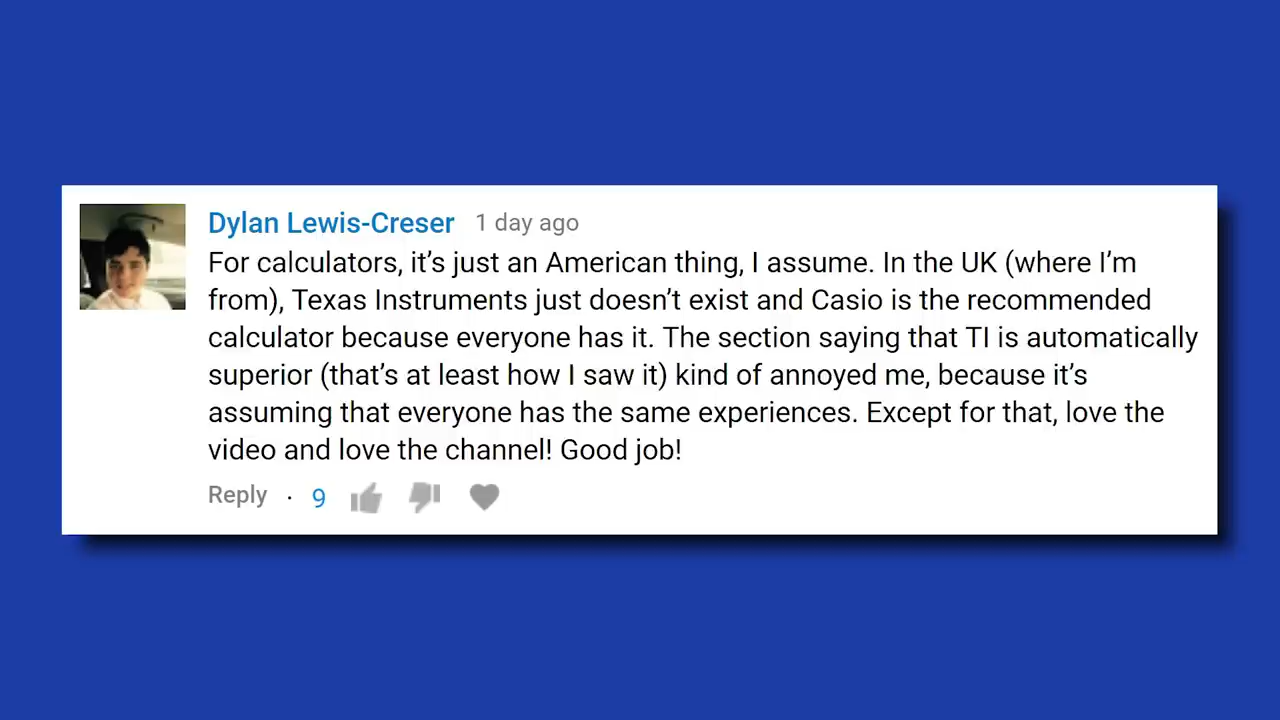 Dylan Lewis-Creser 1 day ago
For calculators, it’s just an American thing, I assume. In the UK (where I’m
from), Texas Instruments just doesn’t exist and Casio is the recommended
calculator because everyone has it. The section saying that TI is automatically
superior (that’s at least how I saw it) kind of annoyed me, because it’s
assuming that everyone has the same experiences. Except for that, love the
video and love the channel! Good job!
Reply · 9